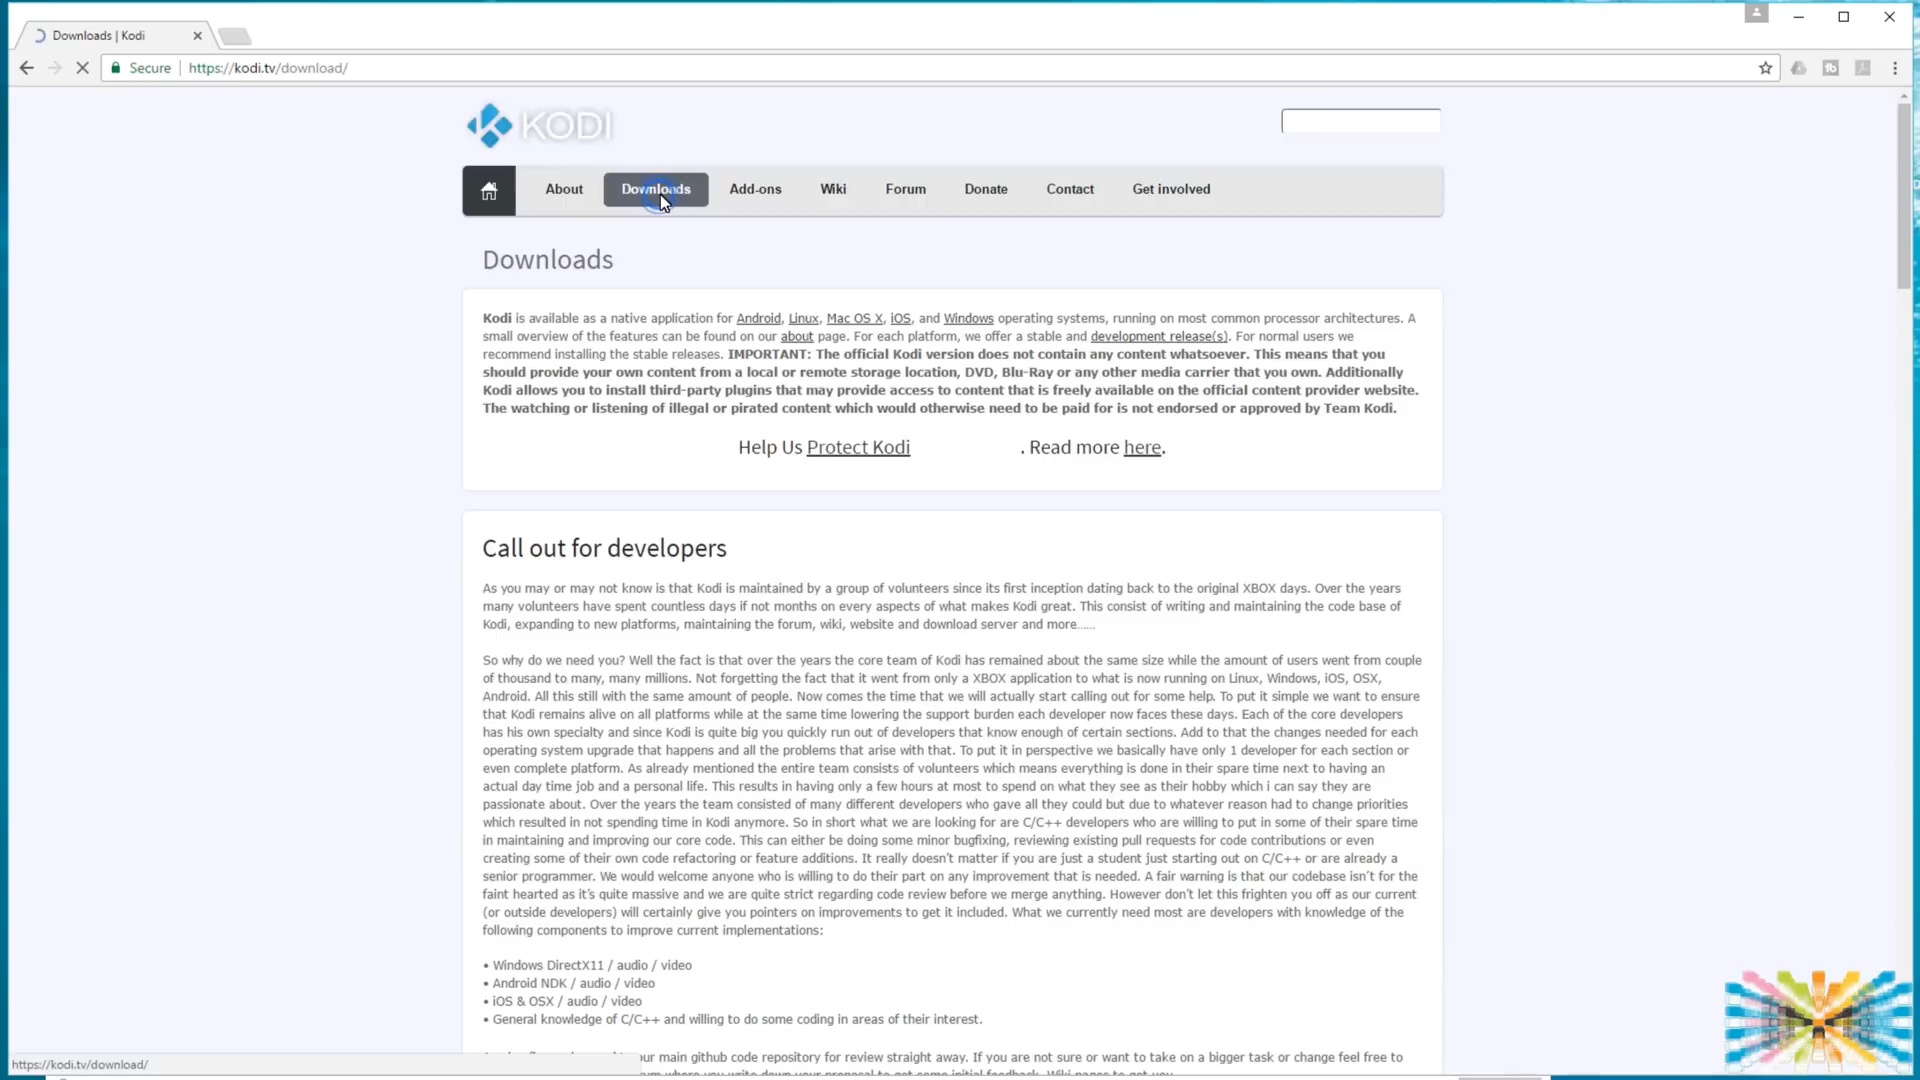 Downloads | Kodi
Secure
https://kodi.tv/download/
KODI
About
Downloads
Add-ons
Wiki
Forum
Donate
Contact
Get involved
Downloads
Kodi is available as a native application for Android, Linux, Mac OS X, iOS, and Windows operating systems, running on most common processor architectures. A
small overview of the features can be found on our about page. For each platform, we offer a stable and development release(s). For normal users we
recommend installing the stable releases. IMPORTANT: The official Kodi version does not contain any content whatsoever. This means that you
should provide your own content from a local or remote storage location, DVD, Blu-Ray or any other media carrier that you own. Additionally
Kodi allows you to install third-party plugins that may provide access to content that is freely available on the official content provider website.
The watching or listening of illegal or pirated content which would otherwise need to be paid for is not endorsed or approved by Team Kodi.
Help Us Protect Kodi . Read more here.
Call out for developers
As you may or may not know is that Kodi is maintained by a group of volunteers since its first inception dating back to the original XBOX days. Over the years
many volunteers have spent countless days if not months on every aspects of what makes Kodi great. This consist of writing and maintaining the code base of
Kodi, expanding to new platforms, maintaining the forum, wiki, website and download server and more……
So why do we need you? Well the fact is that over the years the core team of Kodi has remained about the same size while the amount of users went from couple
of thousand to many, many millions. Not forgetting the fact that it went from only a XBOX application to what is now running on Linux, Windows, iOS, OSX,
Android. All this still with the same amount of people. Now comes the time that we will actually start calling out for some help. To put it simple we want to ensure
that Kodi remains alive on all platforms while at the same time lowering the support burden each developer now faces these days. Each of the core developers
has his own specialty and since Kodi is quite big you quickly run out of developers that know enough of certain sections. Add to that the changes needed for each
operating system upgrade that happens and all the problems that arise with that. To put it in perspective we basically have only 1 developer for each section or
even complete platform. As already mentioned the entire team consists of volunteers which means everything is done in their spare time next to having an
actual day time job and a personal life. This results in having only a few hours at most to spend on what they see as their hobby which i can say they are
passionate about. Over the years the team consisted of many different developers who gave all they could but due to whatever reason had to change priorities
which resulted in not spending time in Kodi anymore. So in short what we are looking for are C/C++ developers who are willing to put in some of their spare time
in maintaining and improving our core code. This can either be doing some minor bugfixing, reviewing existing pull requests for code contributions or even
creating some of their own code refactoring or feature additions. It really doesn't matter if you are just a student just starting out on C/C++ or are already a
senior programmer. We would welcome anyone who is willing to do their part on any improvement that is needed. A fair warning is that our codebase isn't for the
faint hearted as it's quite massive and we are quite strict regarding code review before we merge anything. However don't let this frighten you off as our current
(or outside developers) will certainly give you pointers on improvements to get it included. What we currently need most are developers with knowledge of the
following components to improve current implementations:
• Windows DirectX11 / audio / video
• Android NDK / audio / video
• iOS & OSX / audio / video
• General knowledge of C/C++ and willing to do some coding in areas of their interest.
our main github code repository for review straight away. If you are not sure or want to take on a bigger task or change feel free to
https://kodi.tv/download/